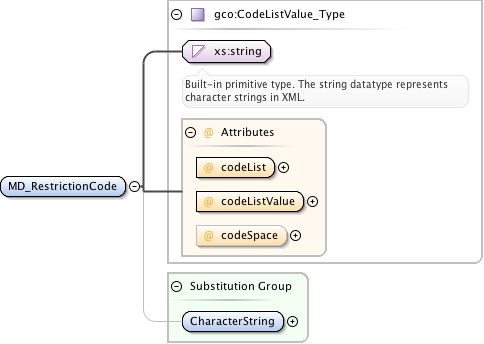 gco:CodeListValue_Type
xs:string
Built-in primitive type. The string datatype represents
character strings in XML.
@ Attributes
@ codeList
MD_RestrictionCode
@ codeListValue
@ codeSpace
Substitution Group
CharacterString